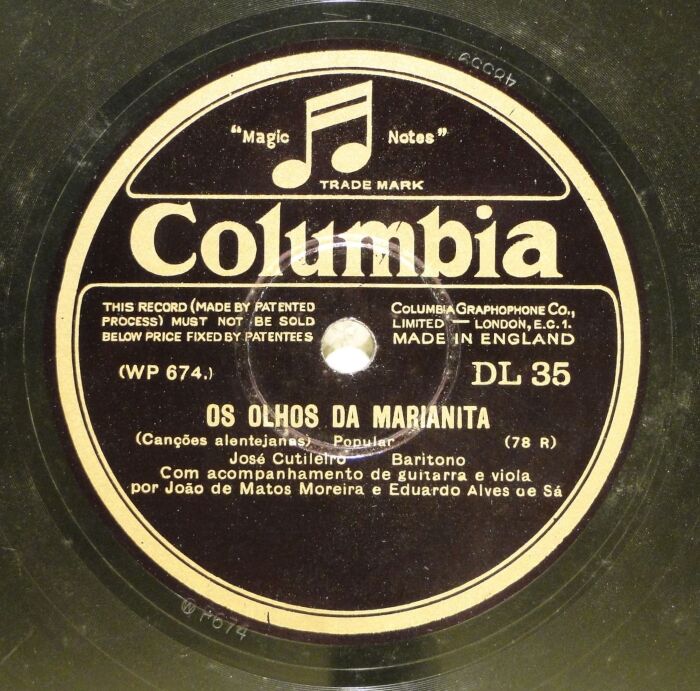 "Magic Notes"
TRADE MARK
Columbia
THIS RECORD (MADE BY PATENTED
PROCESS) MUST NOT BE SOLD
BELOW PRICE FIXED BY PATENTEES
COLUMBIA GRAPHOPHONE CO.,
LIMITED — LONDON, E.C.1.
MADE IN ENGLAND
(WP 674.)
DL 35
OS OLHOS DA MARIANITA
(Canções alentejanas) Popular (78 R)
José Cutileiro Baritono
Com acompanhamento de guitarra e viola
por João de Matos Moreira e Eduardo Alves de Sá
W P674